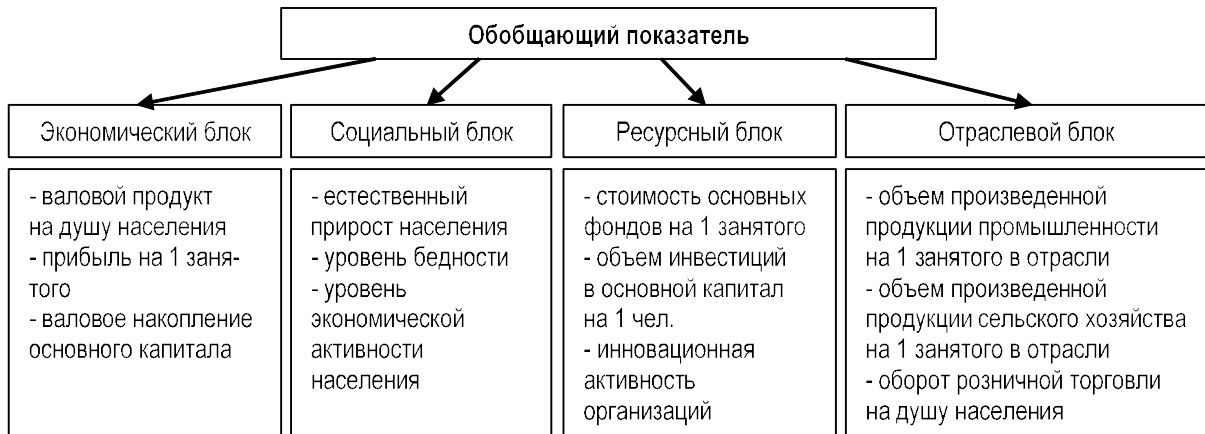 Обобщающий показатель
Экономический блок
Социальный блок
Ресурсный блок
Отраслевой блок
- валовой продукт
на душу населения
- прибыль на 1 заня-
того
- валовое накопление
основного капитала
- естественный
прирост населения
- уровень бедности
- уровень
экономической
активности
населения
- стоимость основных
фондов на 1 занятого
- объем инвестиций
в основной капитал
на 1 чел.
- инновационная
активность
организаций
- объем произведенной
продукции промышленности
на 1 занятого в отрасли
- объем произведенной
продукции сельского хозяйства
на 1 занятого в отрасли
- оборот розничной торговли
на душу населения